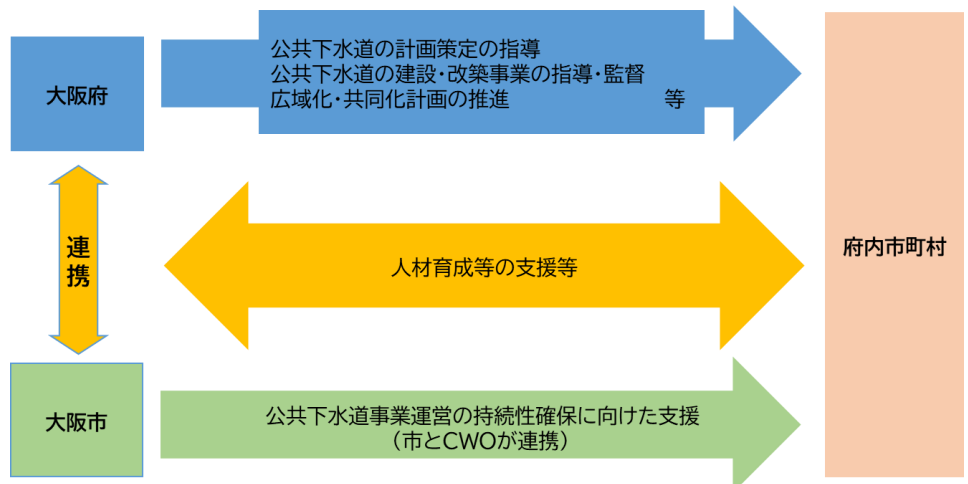 大阪府
公共下水道の計画策定の指導
公共下水道の建設・改築事業の指導・監督
広域化・共同化計画の推進　等
連携
人材育成等の支援等
府内市町村
大阪市
公共下水道事業運営の持続性確保に向けた支援
（市とCWOが連携）